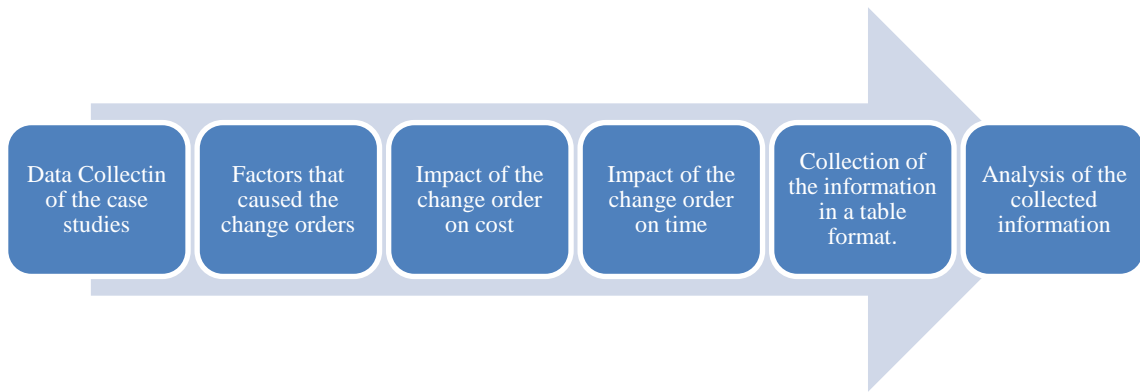 Data Collectin
of the case
studies
Factors that
caused the
change orders
Impact of the
change order
on cost
Impact of the
change order
on time
Collection of
the information
in a table
format.
Analysis of the
collected
information